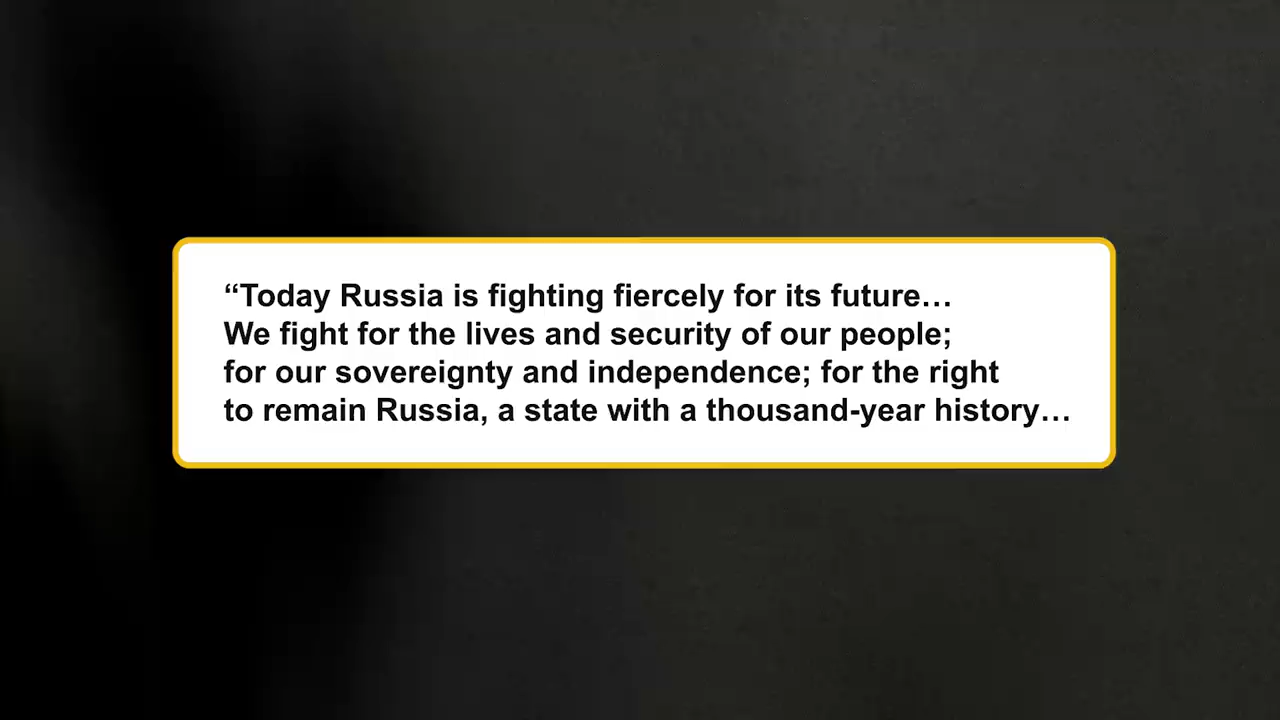 “Today Russia is fighting fiercely for its future…
We fight for the lives and security of our people;
for our sovereignty and independence; for the right
to remain Russia, a state with a thousand-year history…